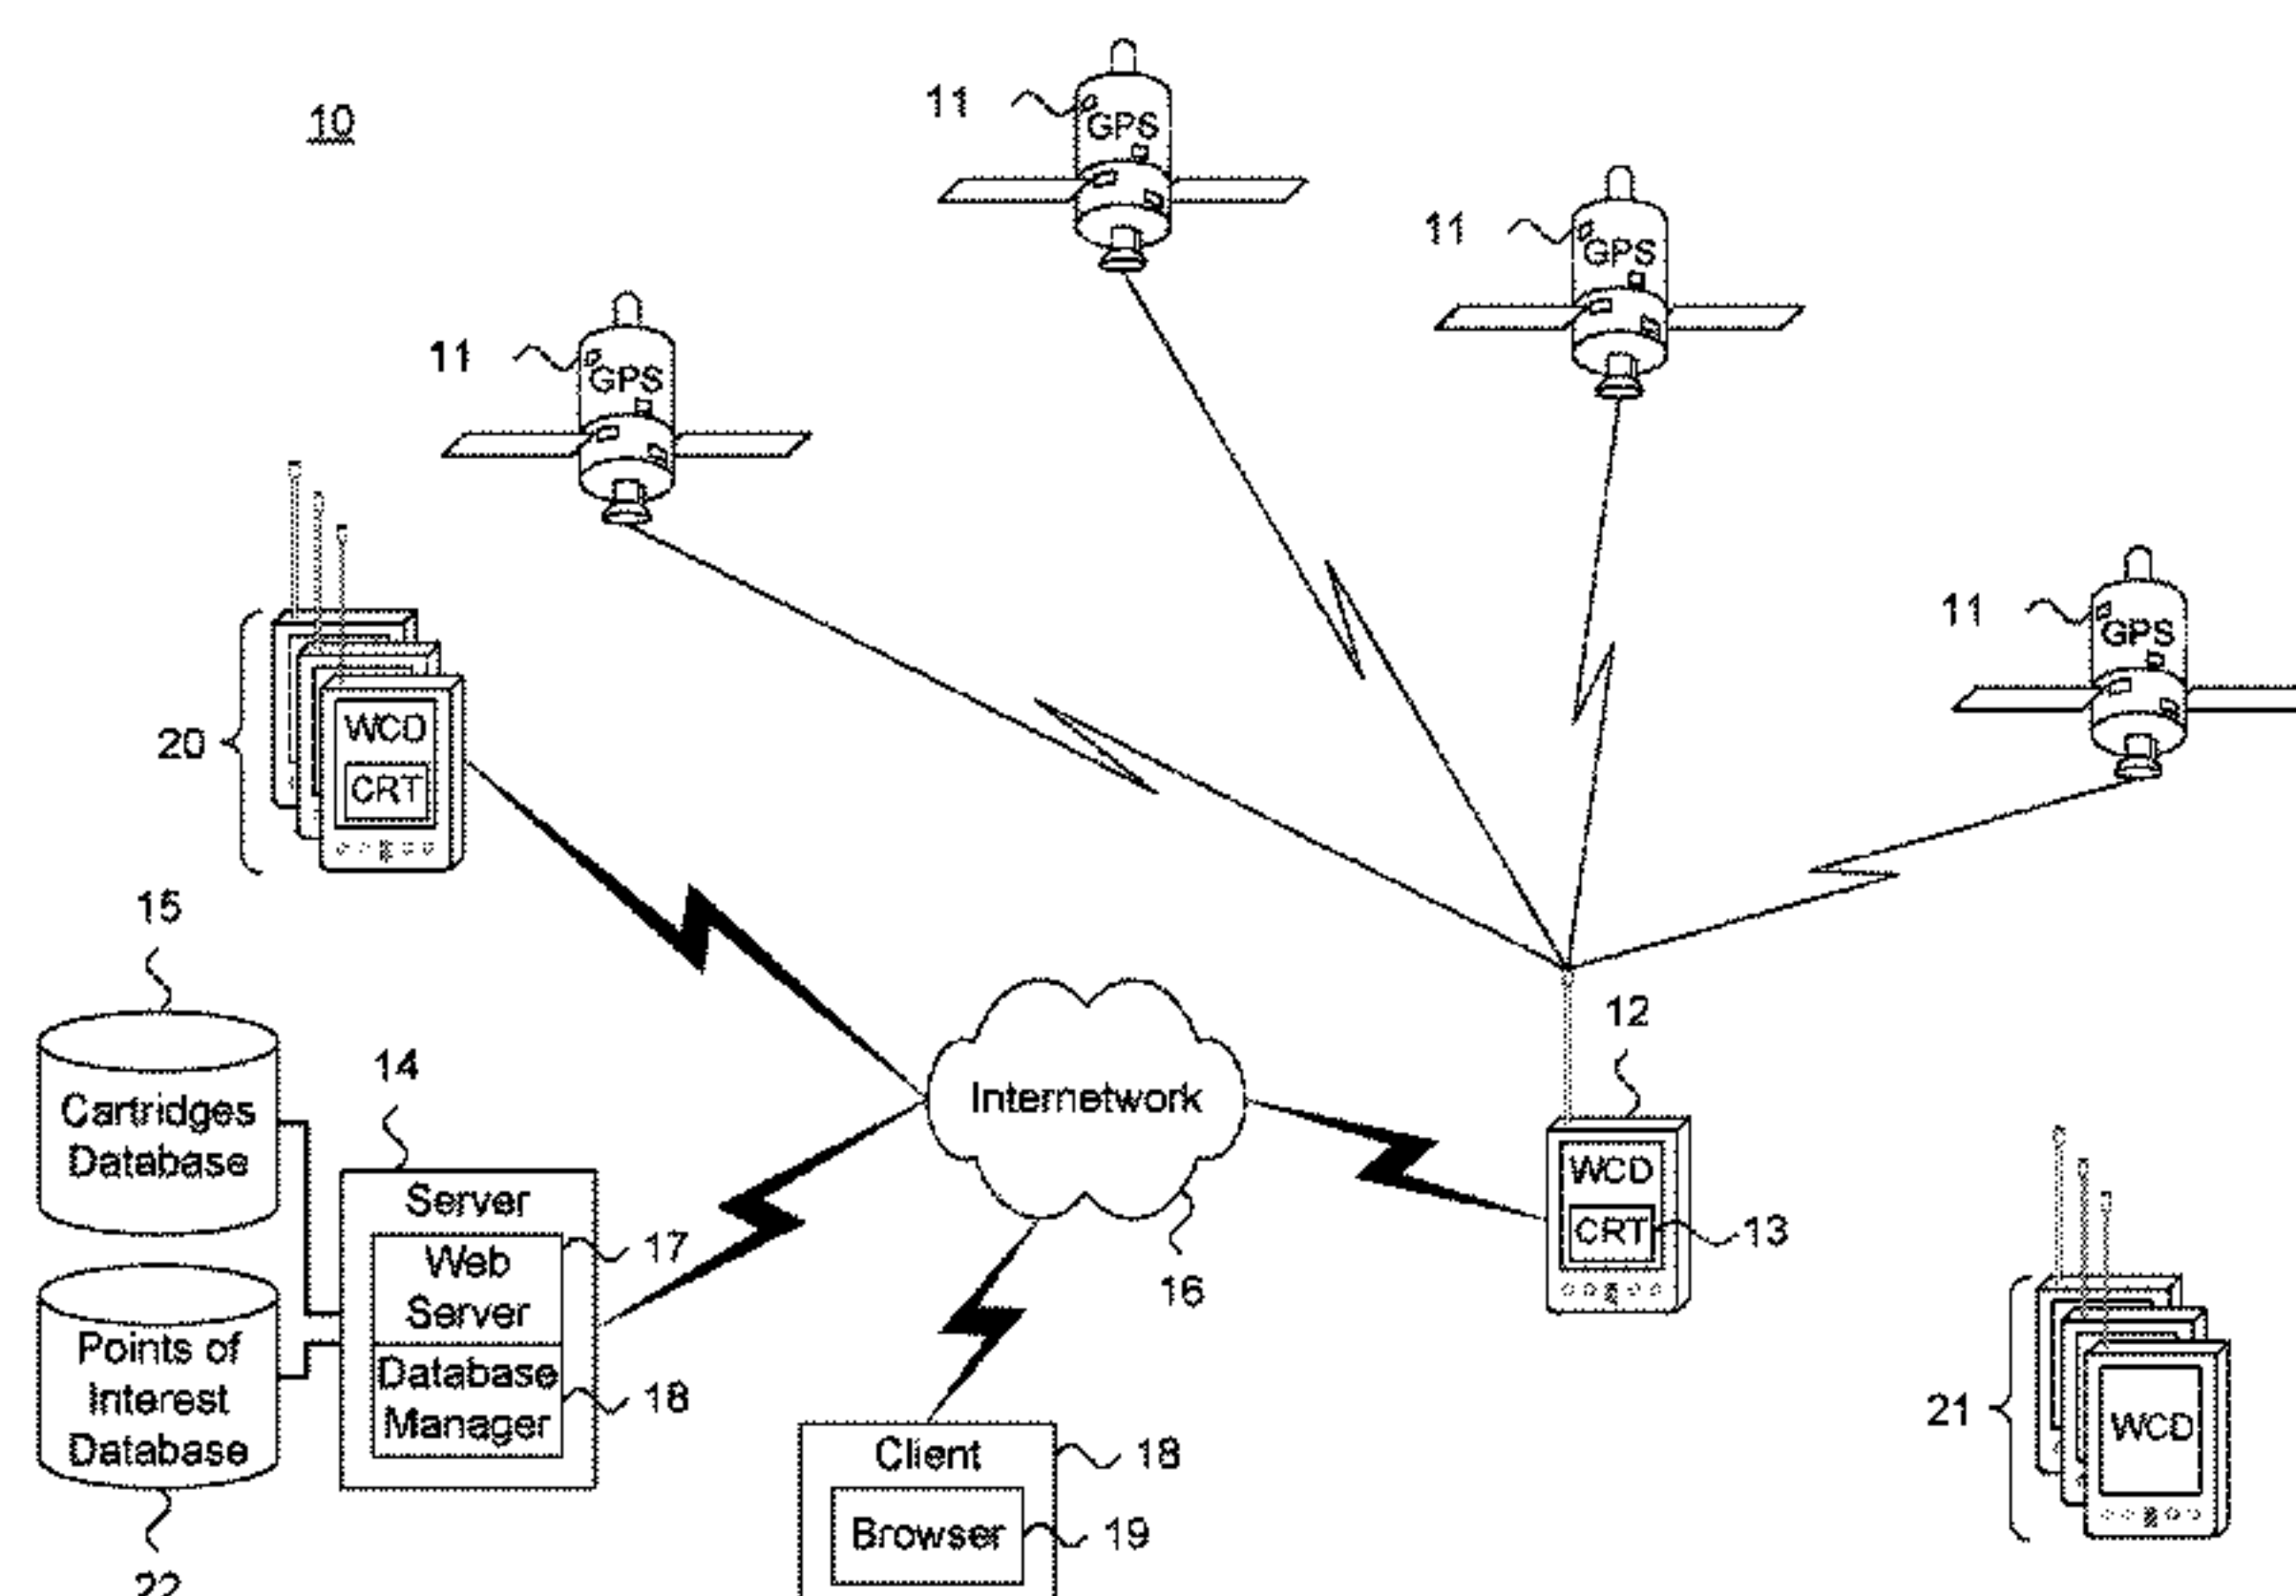 10
11
GPS
11
GPS
11
GPS
11
GPS
20
WCD
CRT
15
Cartridges
Database
14
Server
17
Web
Server
Database
Manager
18
Points of
Interest
Database
22
Internetwork
16
12
WCD
CRT
13
Client
18
Browser
19
21
WCD